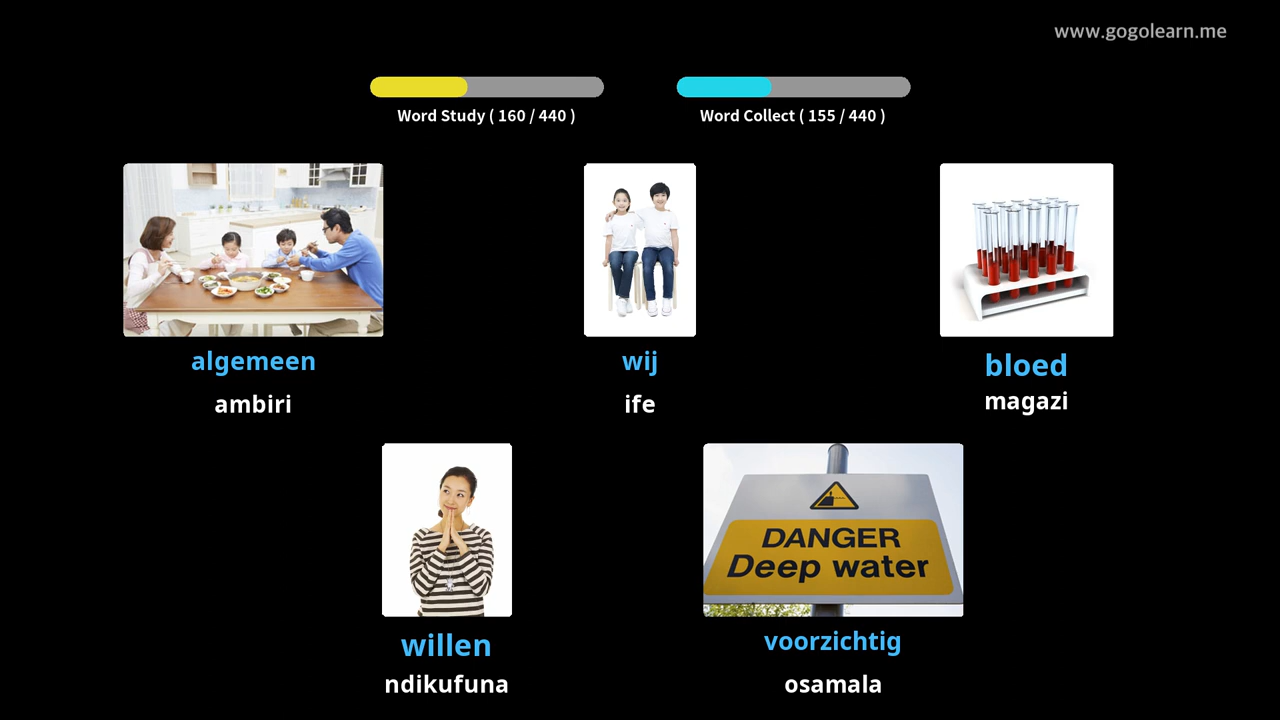 www.gogolearn.me
Word Study ( 160 / 440 )
Word Collect ( 155 / 440 )
algemeen
ambiri
wij
ife
bloed
magazi
DANGER
Deep water
willen
ndikufuna
voorzichtig
osamala